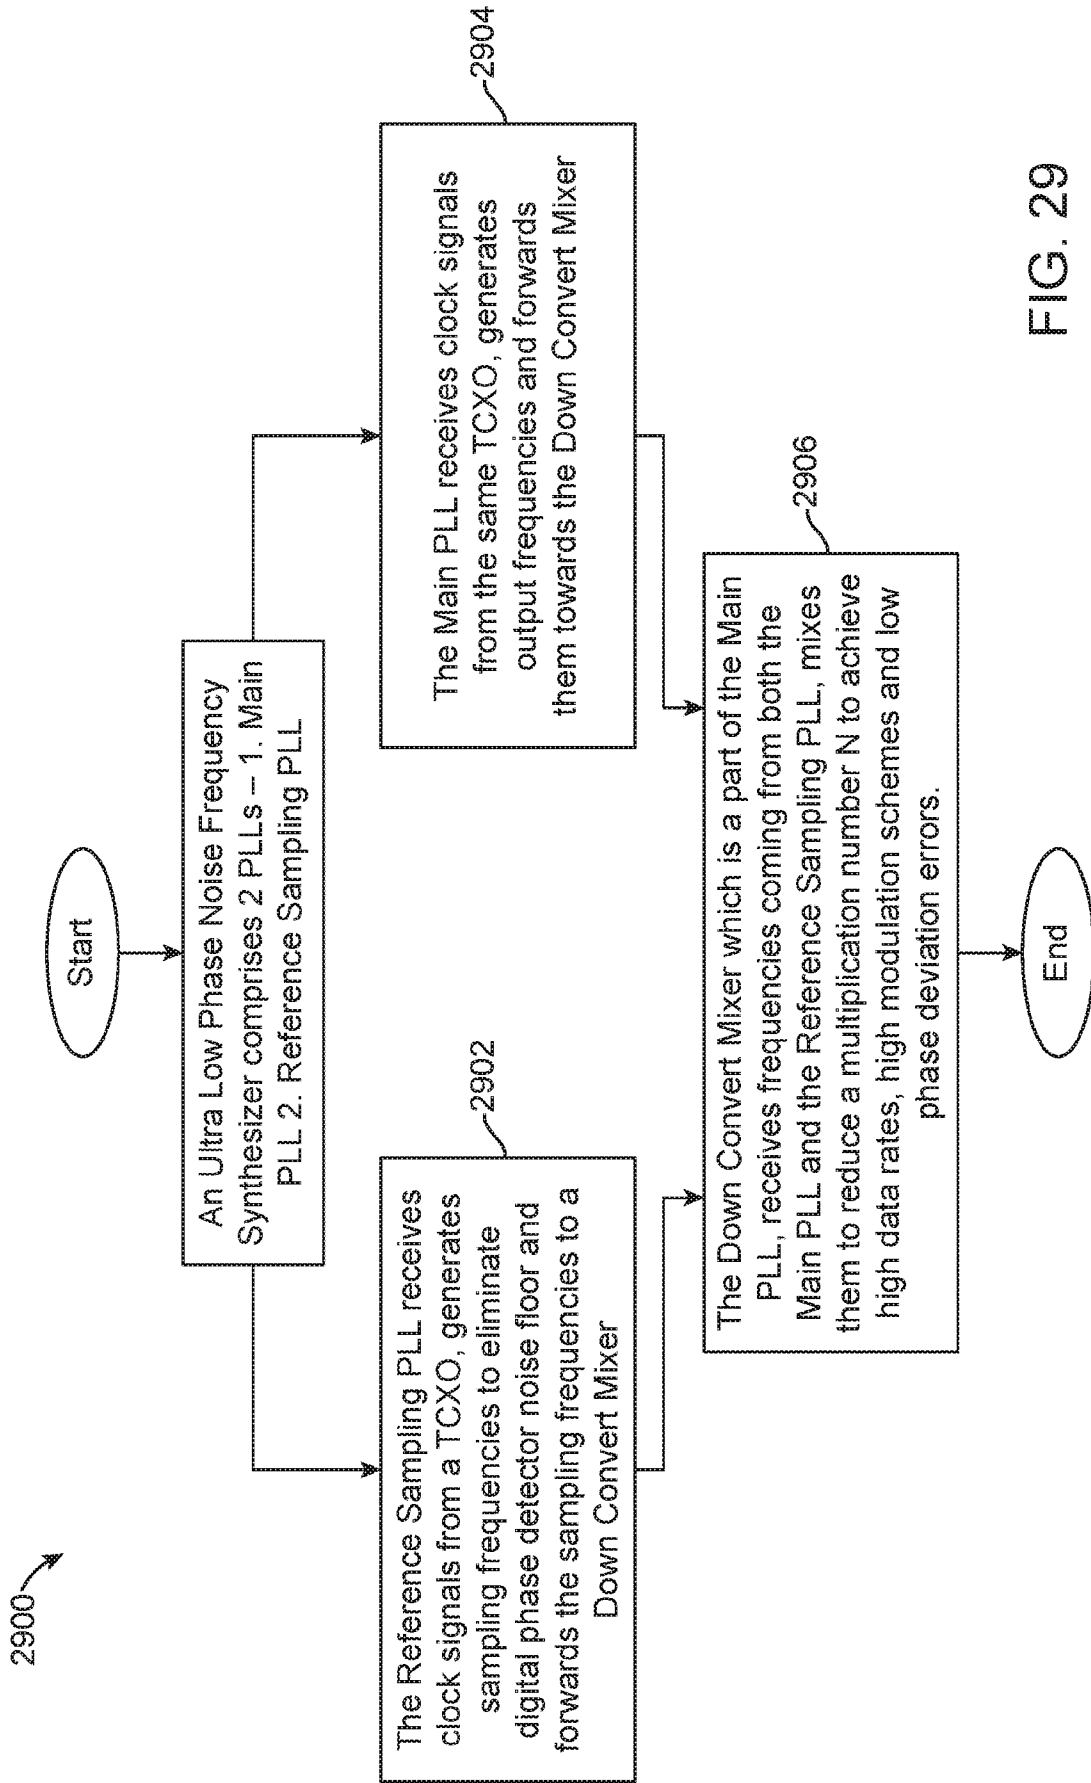 2900
Start
An Ultra Low Phase Noise Frequency
Synthesizer comprises 2 PLLs – 1. Main
PLL 2. Reference Sampling PLL
2902
The Reference Sampling PLL receives
clock signals from a TCXO, generates
sampling frequencies to eliminate
digital phase detector noise floor and
forwards the sampling frequencies to a
Down Convert Mixer
2904
The Main PLL receives clock signals
from the same TCXO, generates
output frequencies and forwards
them towards the Down Convert Mixer
2906
The Down Convert Mixer which is a part of the Main
PLL, receives frequencies coming from both the
Main PLL and the Reference Sampling PLL, mixes
them to reduce a multiplication number N to achieve
high data rates, high modulation schemes and low
phase deviation errors.
End
FIG. 29